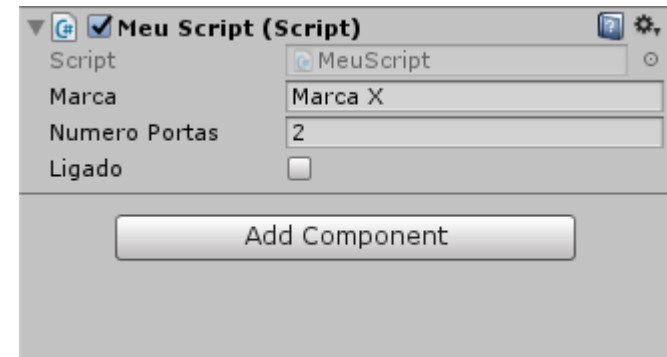 Meu Script (Script)
Script MeuScript
Marca Marca X
Numero Portas 2
Ligado
Add Component